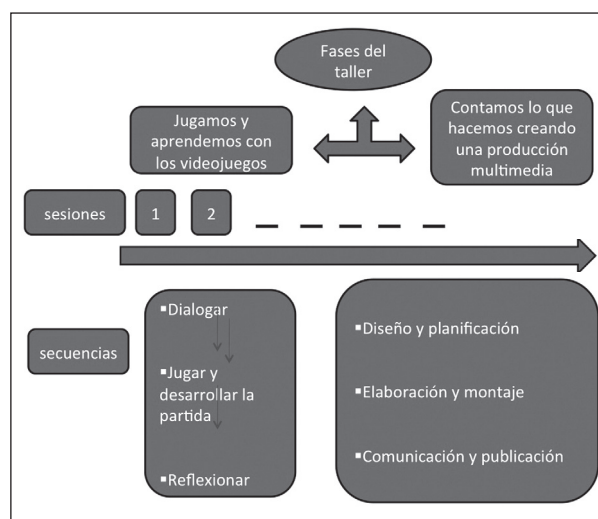 Fases del
taller
Jugamos y
aprendemos con
los videojuegos
Contamos lo que
hacemos creando
una producción
multimedia
sesiones
1
2
secuencias
▪Dialogar
▪Jugar y
desarrollar la
partida
▪Reflexionar
▪Diseño y planificación
▪Elaboración y montaje
▪Comunicación y publicación